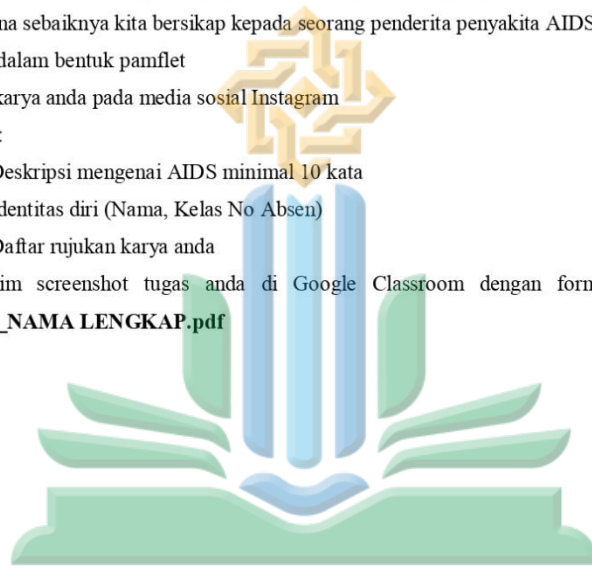 na sebaiknya kita bersikap kepada seorang penderita penyakita AIDS
dalam bentuk pamflet
karya anda pada media sosial Instagram
:
Deskripsi mengenai AIDS minimal 10 kata
dentitas diri (Nama, Kelas No Absen)
Daftar rujukan karya anda
im screenshot tugas anda di Google Classroom dengan for
_NAMA LENGKAP.pdf